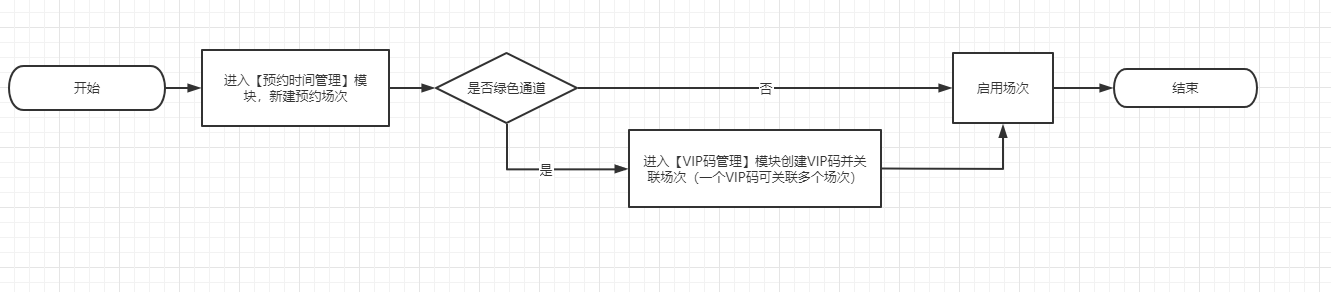 开始
进入【预约时间管理】模
块，新建预约场次
是否绿色通道
否
启用场次
结束
是
进入【VIP码管理】模块创建VIP码并关
联场次（一个VIP码可关联多个场次）